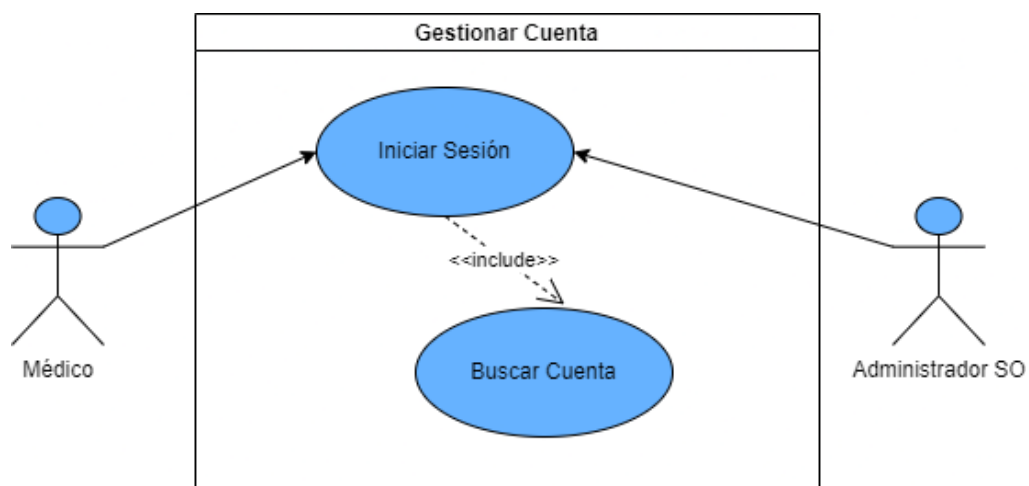 Gestionar Cuenta
Iniciar Sesión
<<include>>
Buscar Cuenta
Médico
Administrador SO